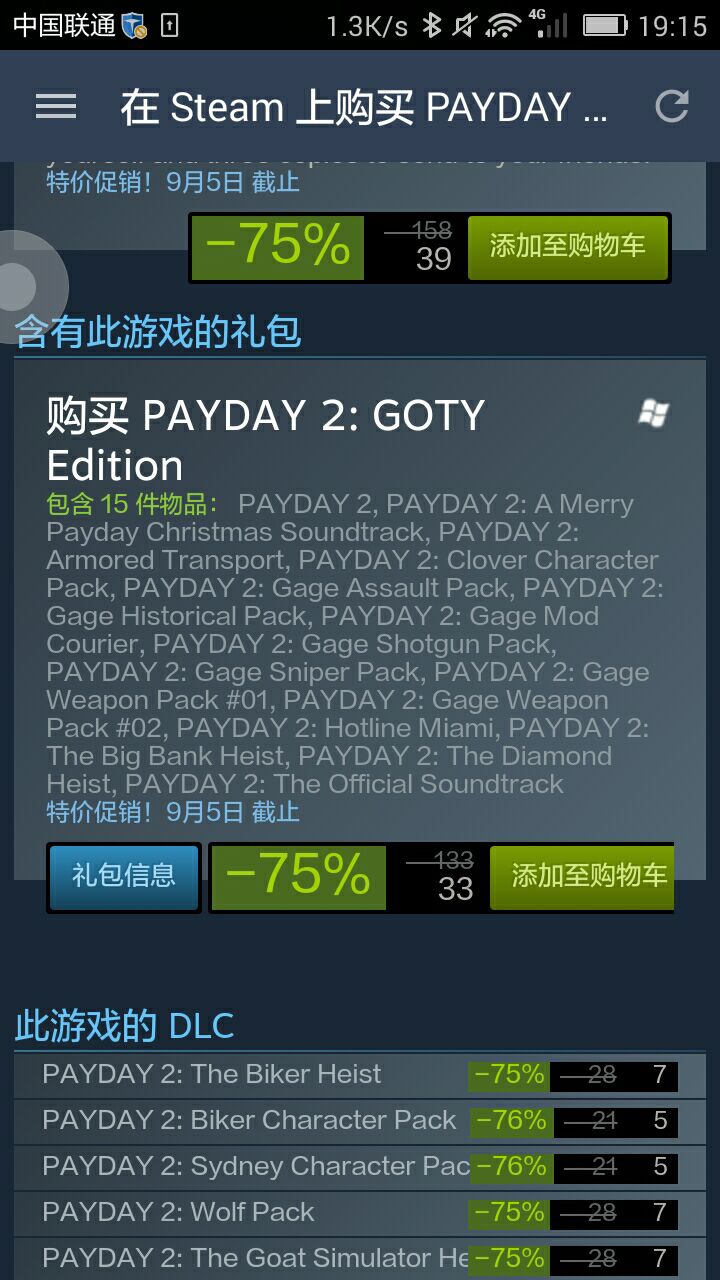 中国联通 1.3K/s 4G 19:15
在 Steam 上购买 PAYDAY ...
yourself and three copies to send to your friends.
特价促销！9月5日 截止
-75% 158 39 添加至购物车
含有此游戏的礼包
购买 PAYDAY 2: GOTY
Edition
包含 15 件物品： PAYDAY 2, PAYDAY 2: A Merry
Payday Christmas Soundtrack, PAYDAY 2:
Armored Transport, PAYDAY 2: Clover Character
Pack, PAYDAY 2: Gage Assault Pack, PAYDAY 2:
Gage Historical Pack, PAYDAY 2: Gage Mod
Courier, PAYDAY 2: Gage Shotgun Pack,
PAYDAY 2: Gage Sniper Pack, PAYDAY 2: Gage
Weapon Pack #01, PAYDAY 2: Gage Weapon
Pack #02, PAYDAY 2: Hotline Miami, PAYDAY 2:
The Big Bank Heist, PAYDAY 2: The Diamond
Heist, PAYDAY 2: The Official Soundtrack
特价促销！9月5日 截止
礼包信息 -75% 133 33 添加至购物车
此游戏的 DLC
PAYDAY 2: The Biker Heist -75% 28 7
PAYDAY 2: Biker Character Pack -76% 21 5
PAYDAY 2: Sydney Character Pac -76% 21 5
PAYDAY 2: Wolf Pack -75% 28 7
PAYDAY 2: The Goat Simulator He -75% 28 7